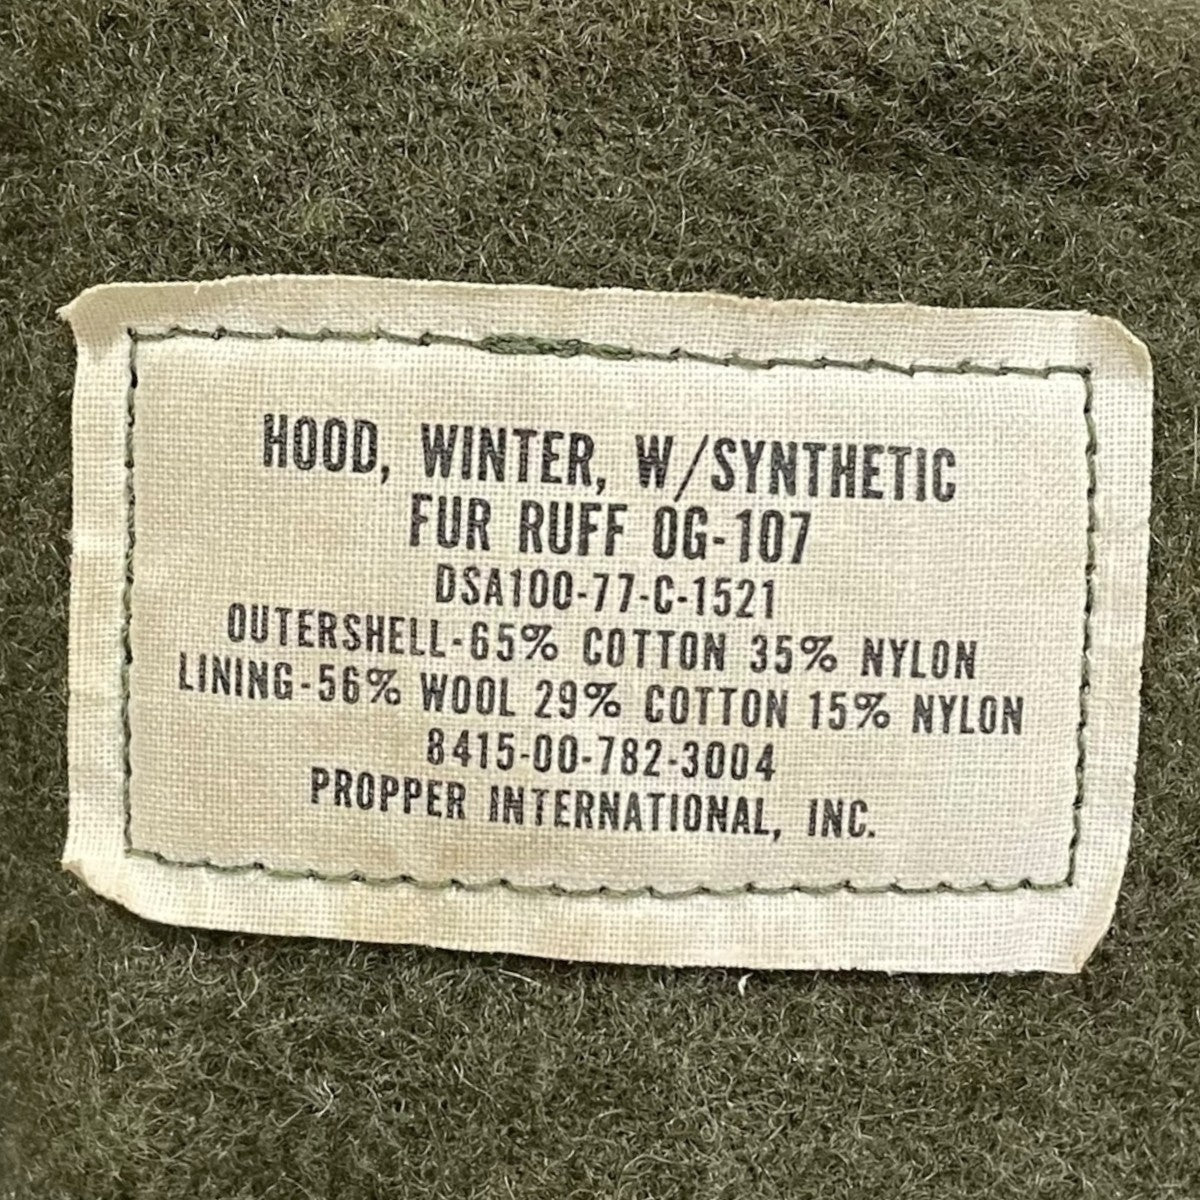 HOOD, WINTER, W/SYNTHETIC
FUR RUFF OG-107
DSA100-77-C-1521
OUTERSHELL-65% COTTON 35% NYLON
LINING-56% WOOL 29% COTTON 15% NYLON
8415-00-782-3004
PROPPER INTERNATIONAL, INC.